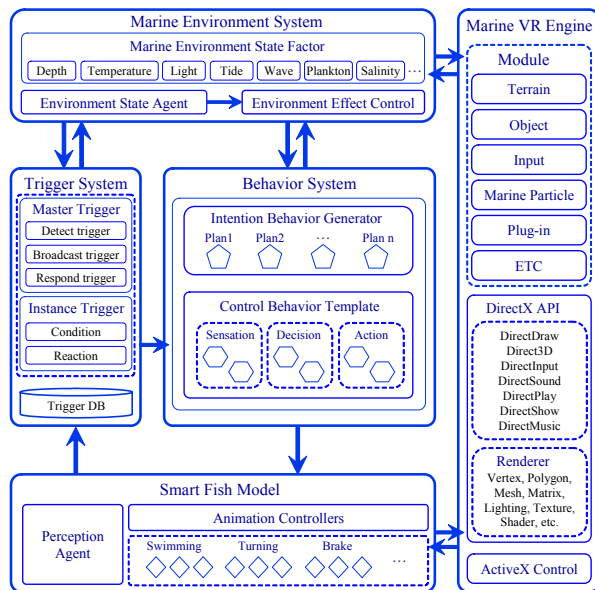 Marine Environment System
Marine Environment State Factor
Depth Temperature Light Tide Wave Plankton Salinity ...
Environment State Agent Environment Effect Control
Marine VR Engine
Module
Terrain
Object
Input
Marine Particle
Plug-in
ETC
DirectX API
DirectDraw
Direct3D
DirectInput
DirectSound
DirectPlay
DirectShow
DirectMusic
Renderer
Vertex, Polygon,
Mesh, Matrix,
Lighting, Texture,
Shader, etc.
ActiveX Control
Trigger System
Master Trigger
Detect trigger
Broadcast trigger
Respond trigger
Instance Trigger
Condition
Reaction
Trigger DB
Behavior System
Intention Behavior Generator
Plan1 Plan2 ... Plan n
Control Behavior Template
Sensation Decision Action
Smart Fish Model
Perception
Agent
Animation Controllers
Swimming Turning Brake ...